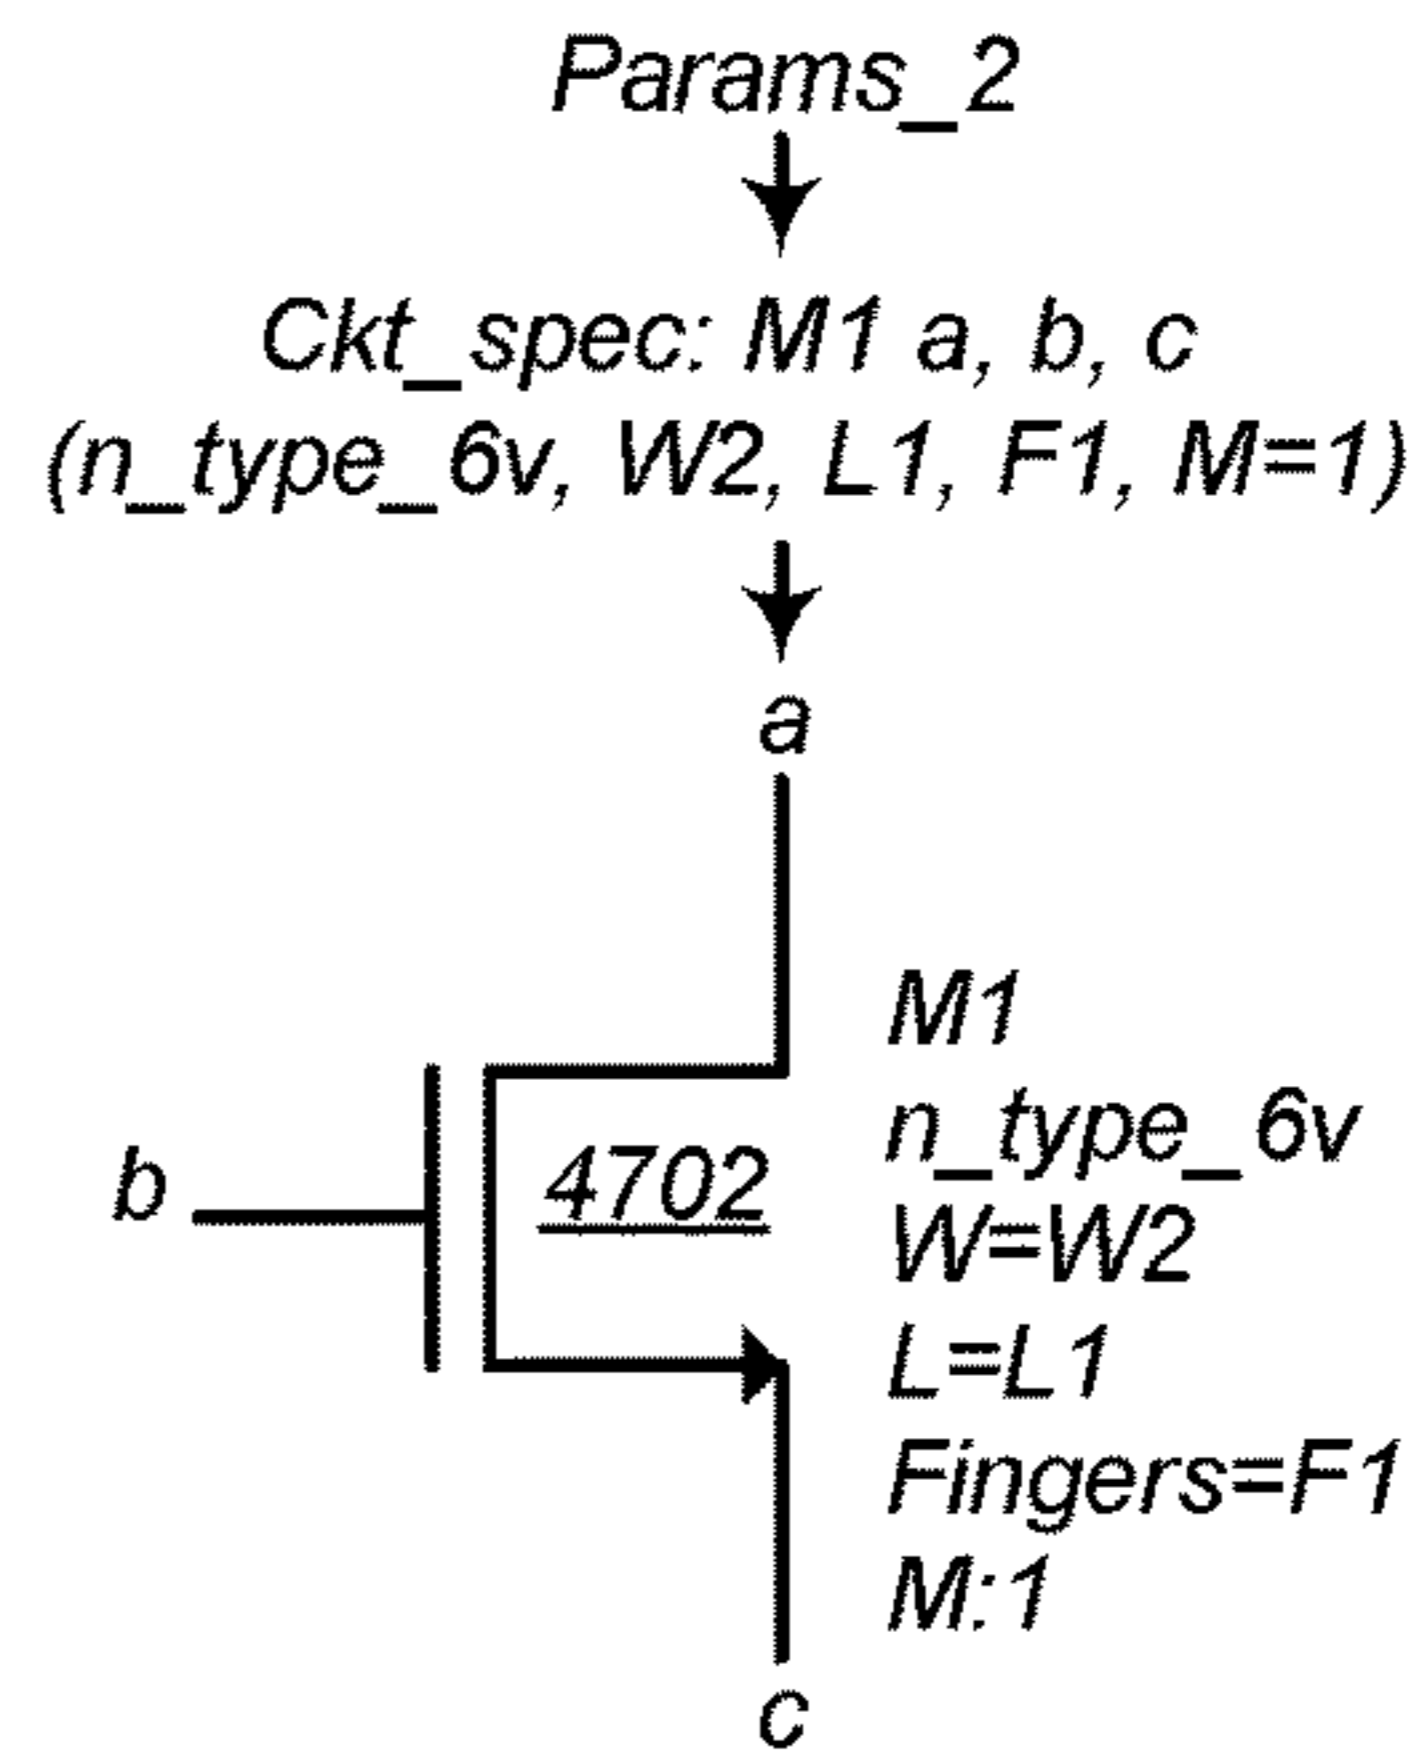 Params_2
Ckt_spec: M1 a, b, c
(n_type_6v, W2, L1, F1, M=1)
a
M1
n_type_6v
b
4702
W=W2
L=L1
Fingers=F1
M:1
c